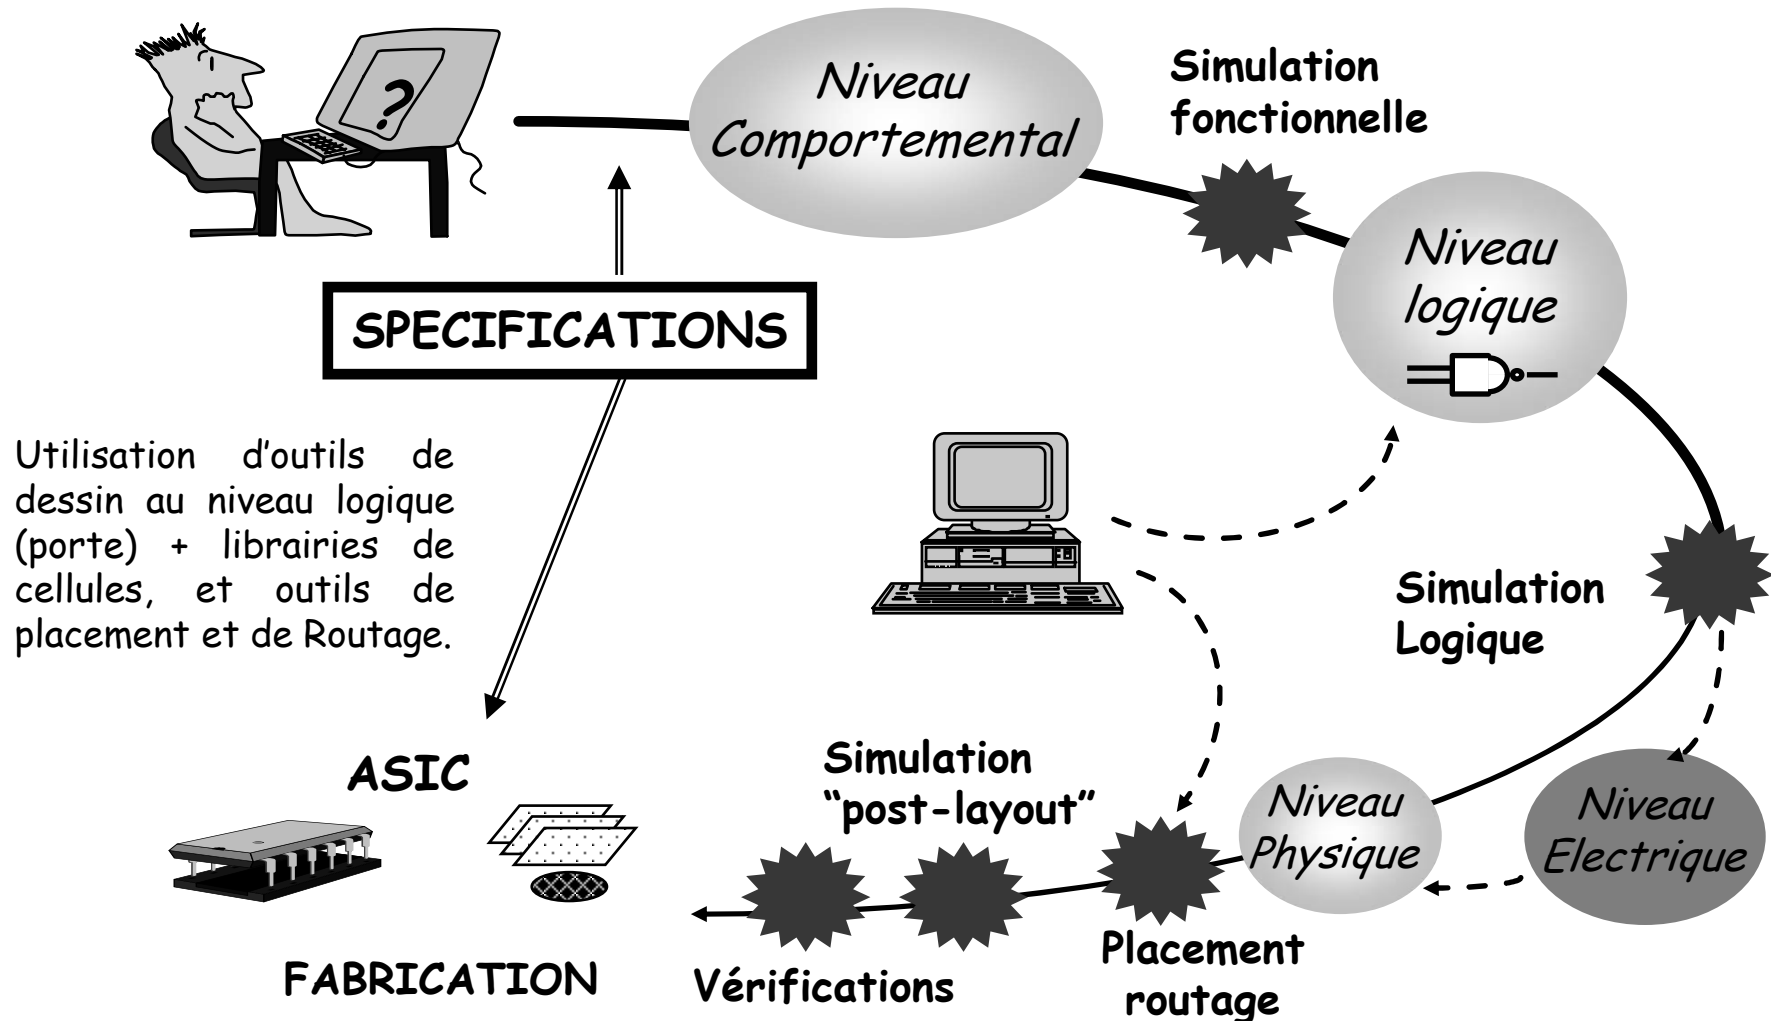 ?
Niveau
Comportemental
Simulation
fonctionnelle
Niveau
logique
SPECIFICATIONS
Utilisation d'outils de
dessin au niveau logique
(porte) + librairies de
cellules, et outils de
placement et de Routage.
Simulation
Logique
ASIC
Simulation
“post-layout”
Niveau
Physique
Niveau
Electrique
FABRICATION
Vérifications
Placement
routage